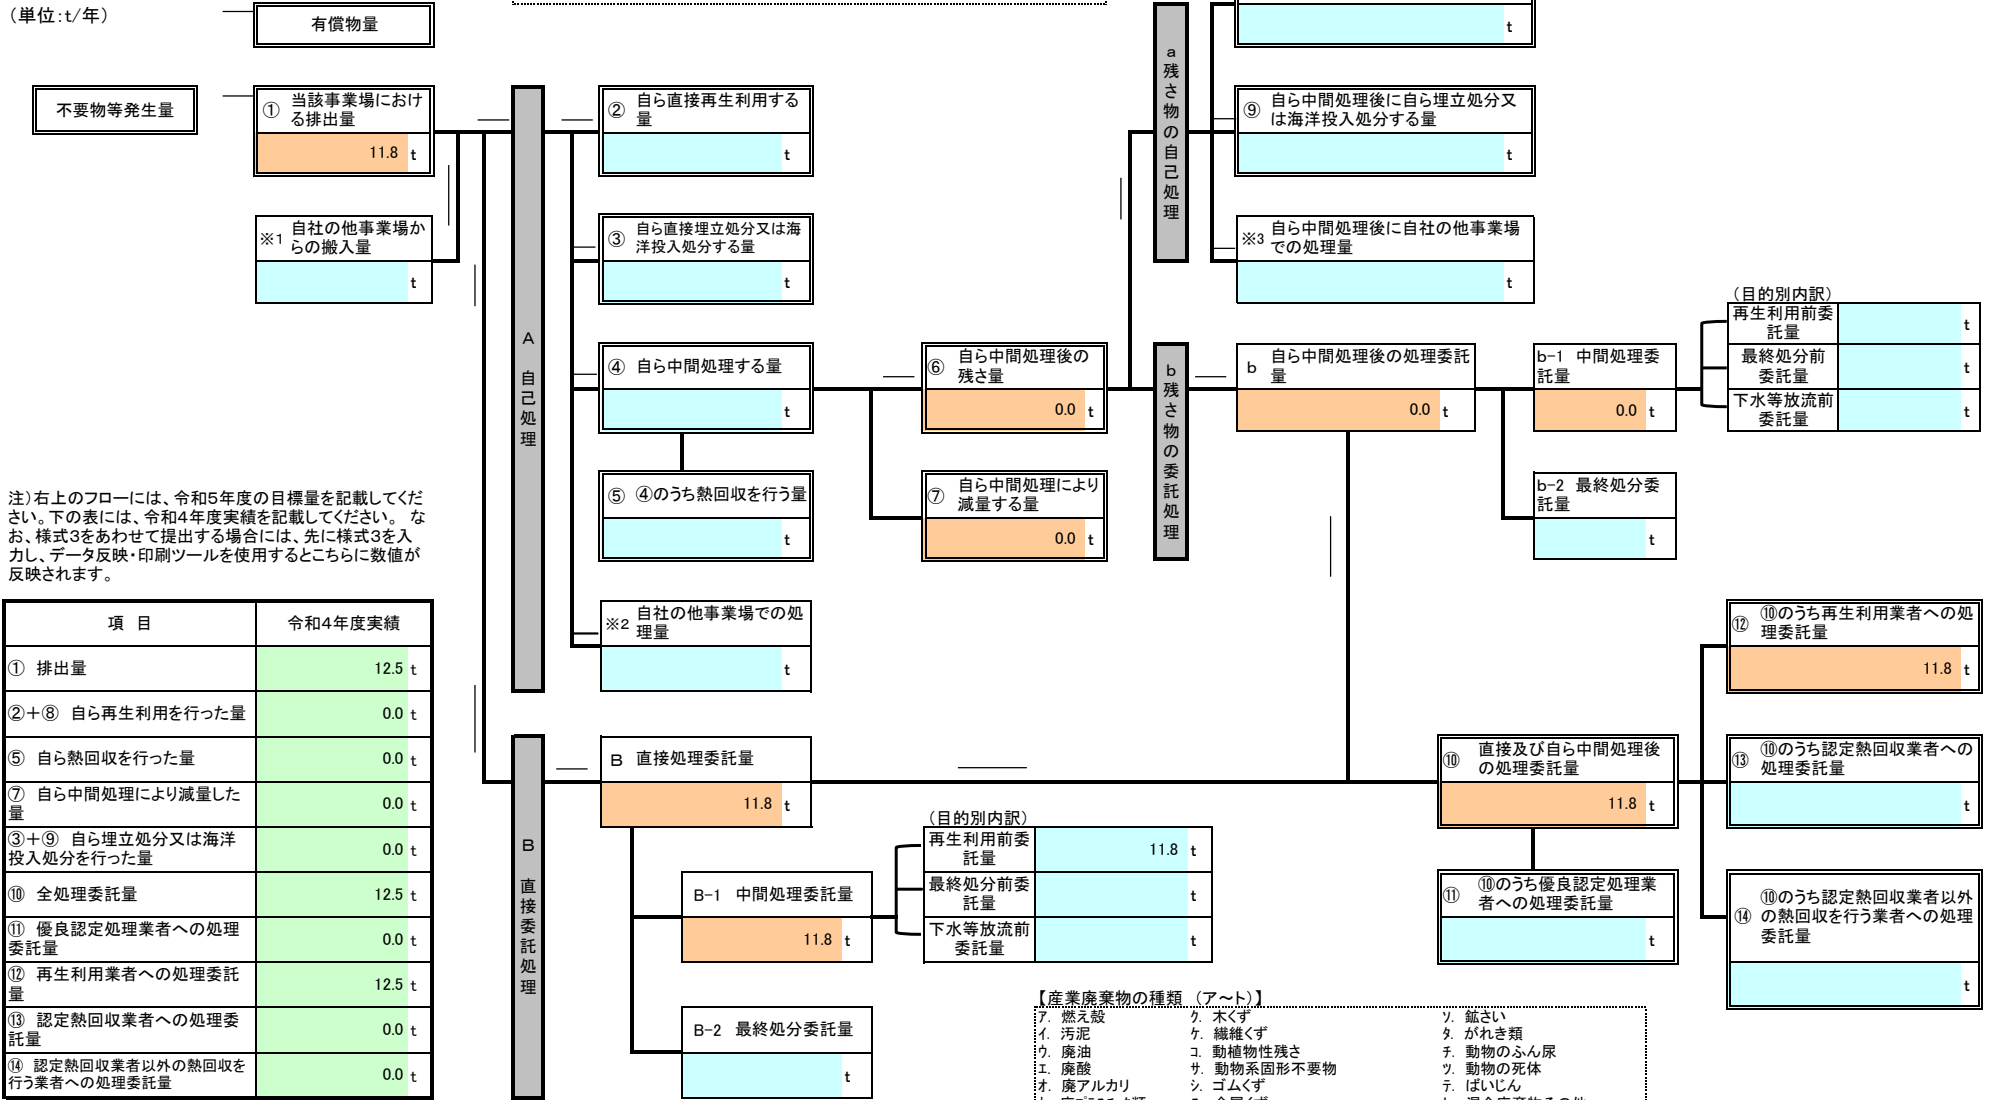 (単位:t/年)
有償物量
t
不要物等発生量
① 当該事業場におけ
る排出量
11.8 t
※1 自社の他事業場か
らの搬入量
t
A 自己処理
② 自ら直接再生利用する
量
t
③ 自ら直接埋立処分又は海
洋投入処分する量
t
④ 自ら中間処理する量
t
⑤ ④のうち熱回収を行う量
t
※2 自社の他事業場での処
理量
t
⑥ 自ら中間処理後の
残さ量
0.0 t
⑦ 自ら中間処理により
減量する量
0.0 t
a 残さ物の自己処理
⑨ 自ら中間処理後に自ら埋立処分又
は海洋投入処分する量
t
※3 自ら中間処理後に自社の他事業場
での処理量
t
b 残さ物の委託処理
b 自ら中間処理後の処理委託
量
0.0 t
b-1 中間処理委
託量
0.0 t
b-2 最終処分委
託量
t
(目的別内訳)
再生利用前委
託量
t
最終処分前
委託量
t
下水等放流前
委託量
t
注)右上のフローには、令和5年度の目標量を記載してくだ
さい。下の表には、令和4年度実績を記載してください。 な
お、様式3をあわせて提出する場合には、先に様式3を入
力し、データ反映・印刷ツールを使用するとこちらに数値が
反映されます。
項 目 令和4年度実績
① 排出量 12.5 t
②+⑧ 自ら再生利用を行った量 0.0 t
⑤ 自ら熱回収を行った量 0.0 t
⑦ 自ら中間処理により減量した
量 0.0 t
③+⑨ 自ら埋立処分又は海洋
投入処分を行った量 0.0 t
⑩ 全処理委託量 12.5 t
⑪ 優良認定処理業者への処理
委託量 0.0 t
⑫ 再生利用業者への処理委託
量 12.5 t
⑬ 認定熱回収業者への処理委
託量 0.0 t
⑭ 認定熱回収業者以外の熱回収を
行う業者への処理委託量 0.0 t
B 直接委託処理
B 直接処理委託量
11.8 t
B-1 中間処理委託量
11.8 t
B-2 最終処分委託量
t
(目的別内訳)
再生利用前委
託量
11.8 t
最終処分前委
託量
t
下水等放流前
委託量
t
⑩ 直接及び自ら中間処理後
の処理委託量
11.8 t
⑪ ⑩のうち優良認定処理業
者への処理委託量
t
⑫ ⑩のうち再生利用業者への処
理委託量
11.8 t
⑬ ⑩のうち認定熱回収業者への
処理委託量
t
⑭ ⑩のうち認定熱回収業者以外
の熱回収を行う業者への処理
委託量
t
【産業廃棄物の種類 (ア~ト)】
ア. 燃え殻 ク. 木くず ソ. 鉱さい
イ. 汚泥 ケ. 繊維くず タ. がれき類
ウ. 廃油 コ. 動植物性残さ チ. 動物のふん尿
エ. 廃酸 サ. 動物系固形不要物 ツ. 動物の死体
オ. 廃アルカリ シ. ゴムくず テ. ばいじん